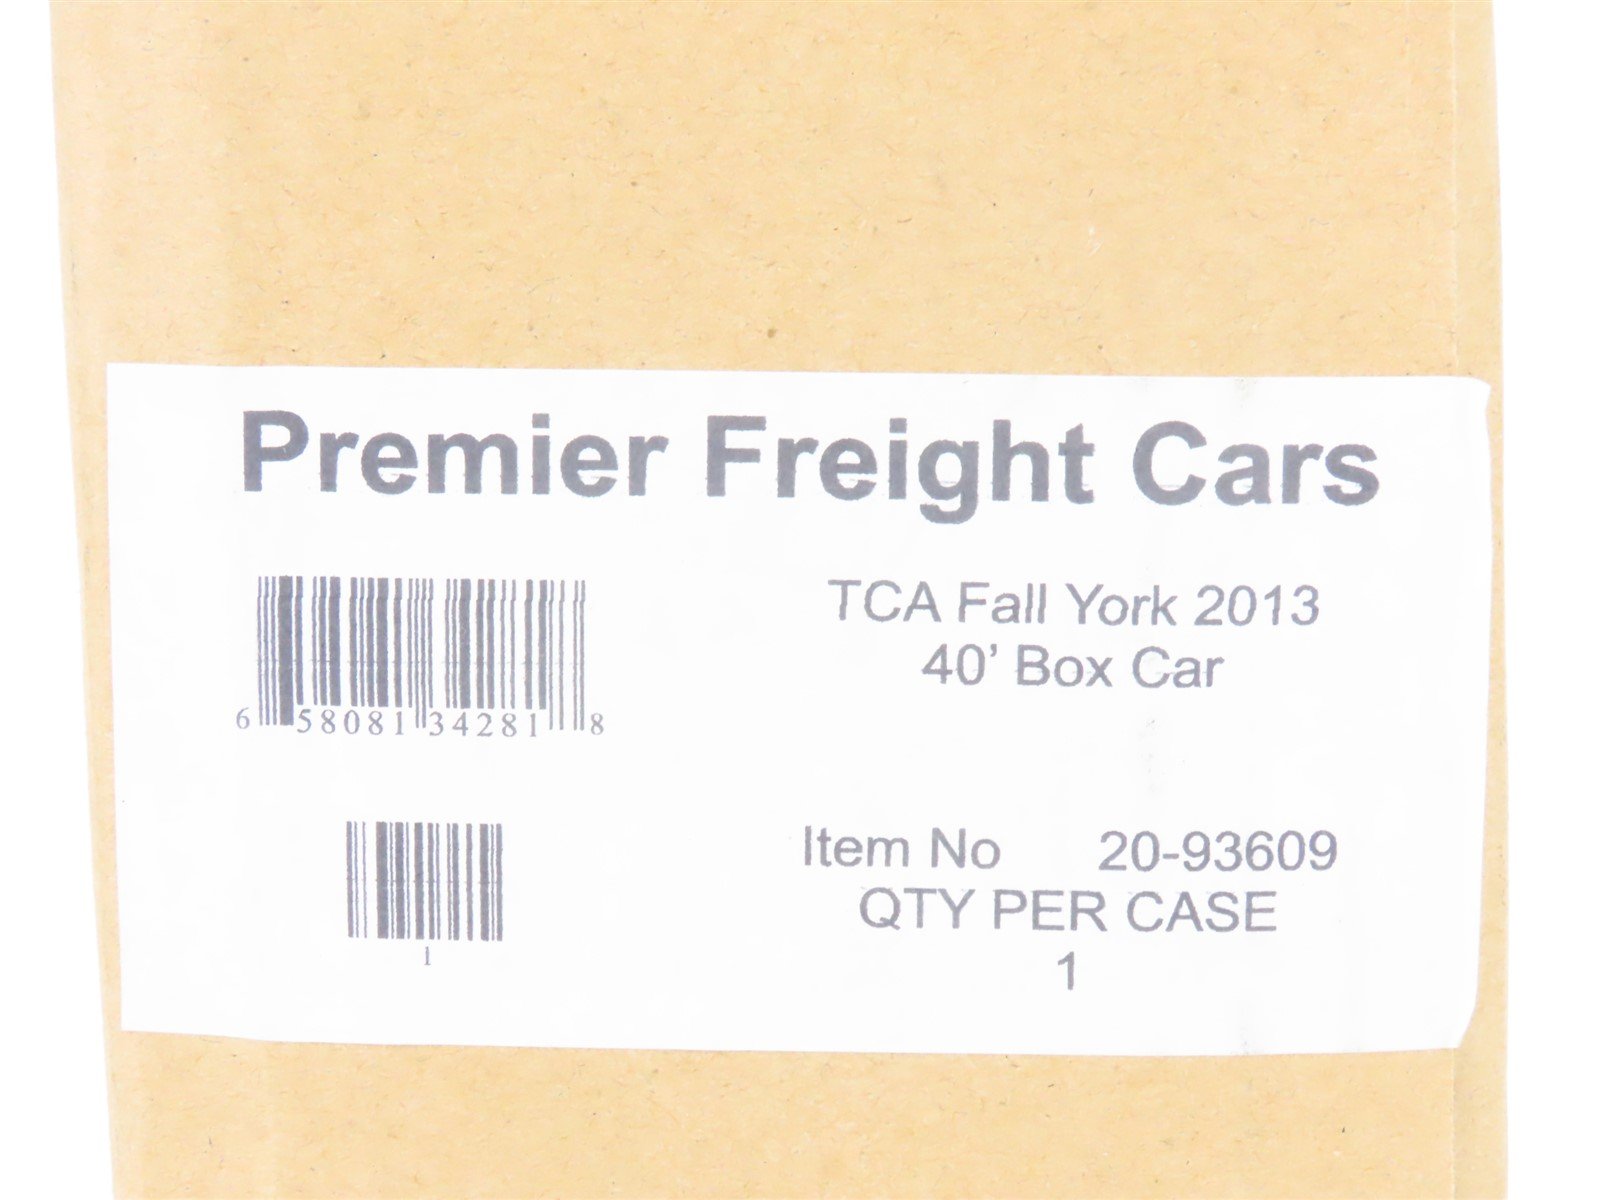 Premier Freight Cars
TCA Fall York 2013
40' Box Car
6 58081 34281 8
Item No 20-93609
QTY PER CASE
1
1